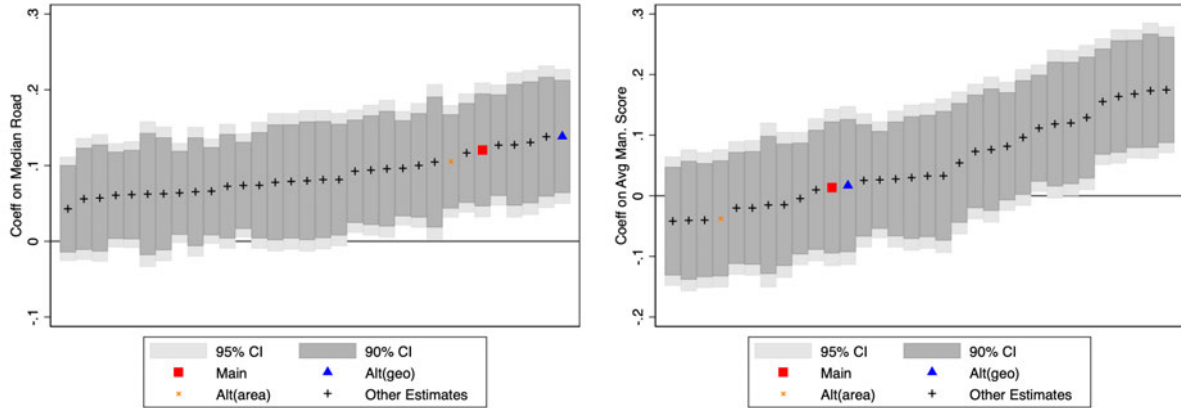 Coeff on Median Road
.3
.2
.1
0
-.1
95% CI 90% CI
Main Alt(geo)
Alt(area) Other Estimates
Coeff on Avg Man. Score
.3
.2
.1
0
-.1
-.2
95% CI 90% CI
Main Alt(geo)
Alt(area) Other Estimates